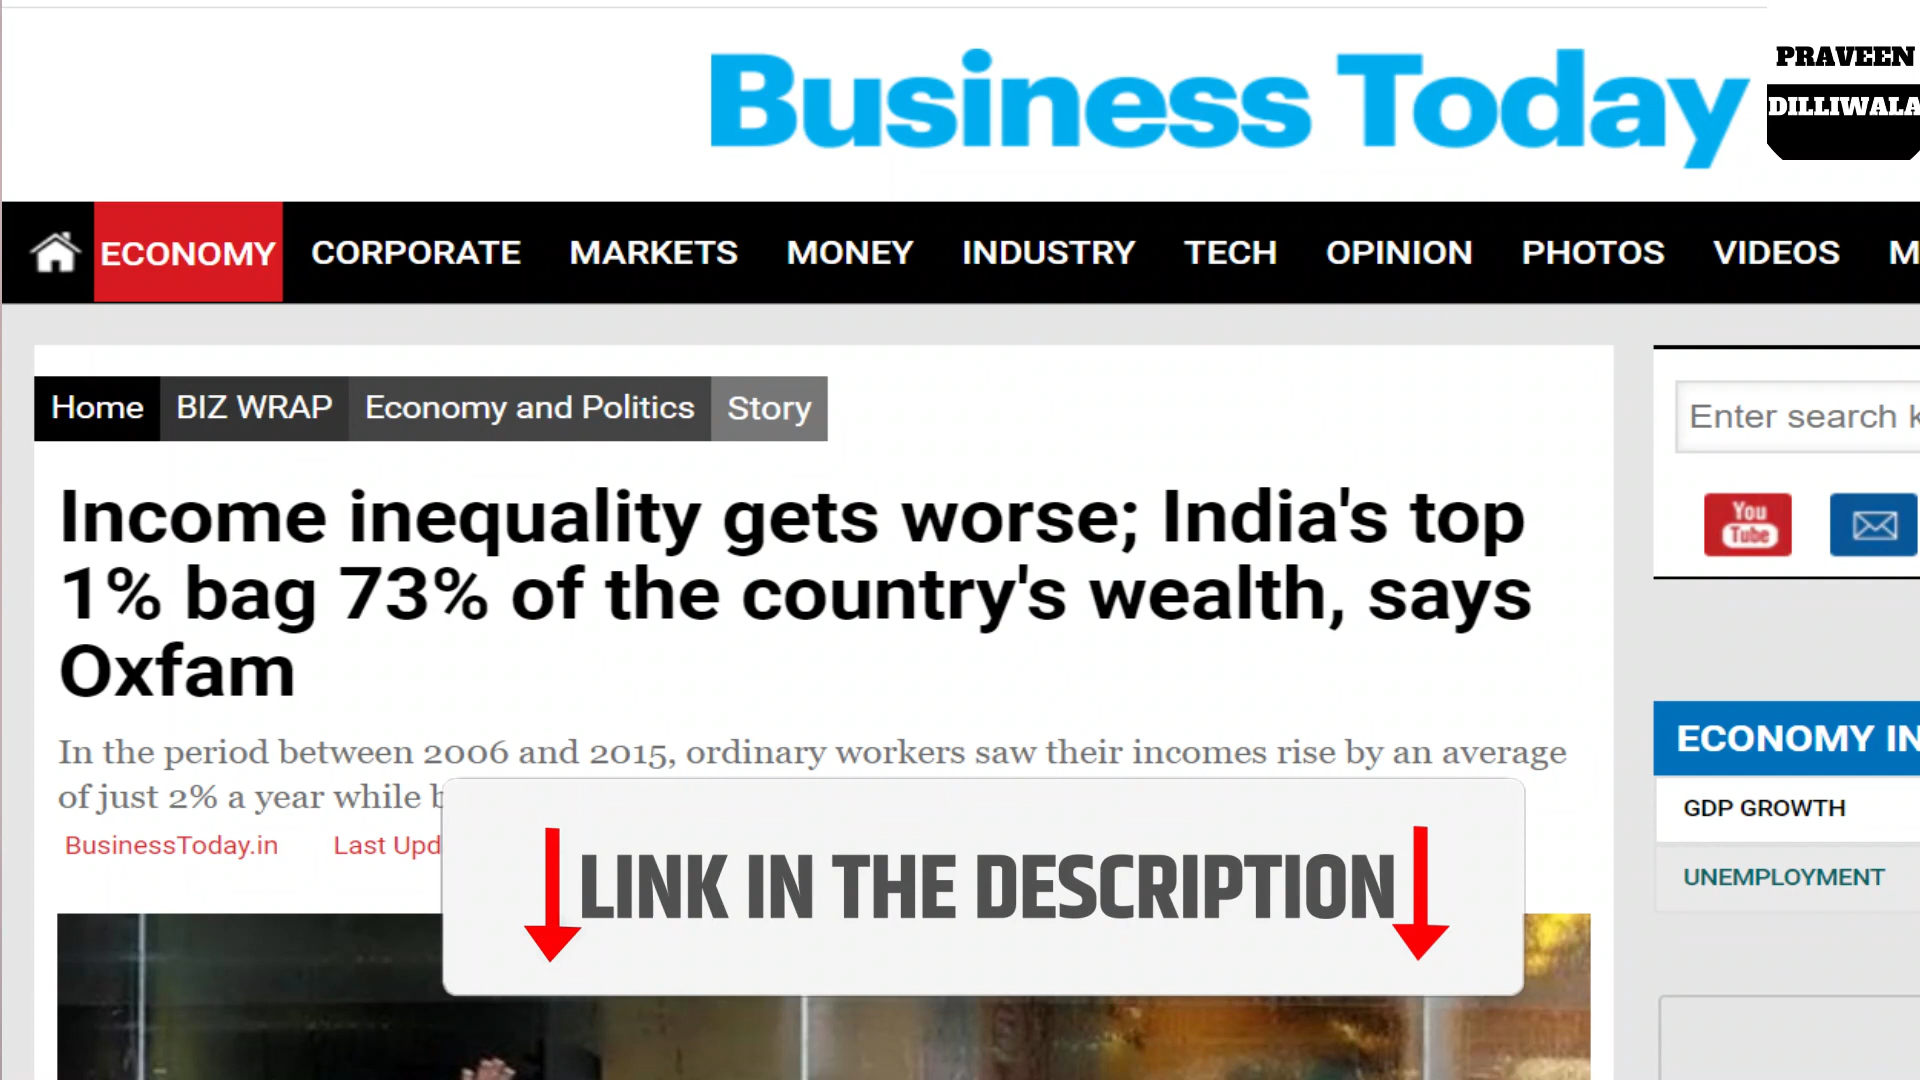 Business Today
PRAVEEN
DILLIWALA
ECONOMY CORPORATE MARKETS MONEY INDUSTRY TECH OPINION PHOTOS VIDEOS M
Home BIZ WRAP Economy and Politics Story
Enter search k
You
Tube
Income inequality gets worse; India's top
1% bag 73% of the country's wealth, says
Oxfam
In the period between 2006 and 2015, ordinary workers saw their incomes rise by an average
of just 2% a year while b
BusinessToday.in Last Upd
LINK IN THE DESCRIPTION
ECONOMY IN
GDP GROWTH
UNEMPLOYMENT